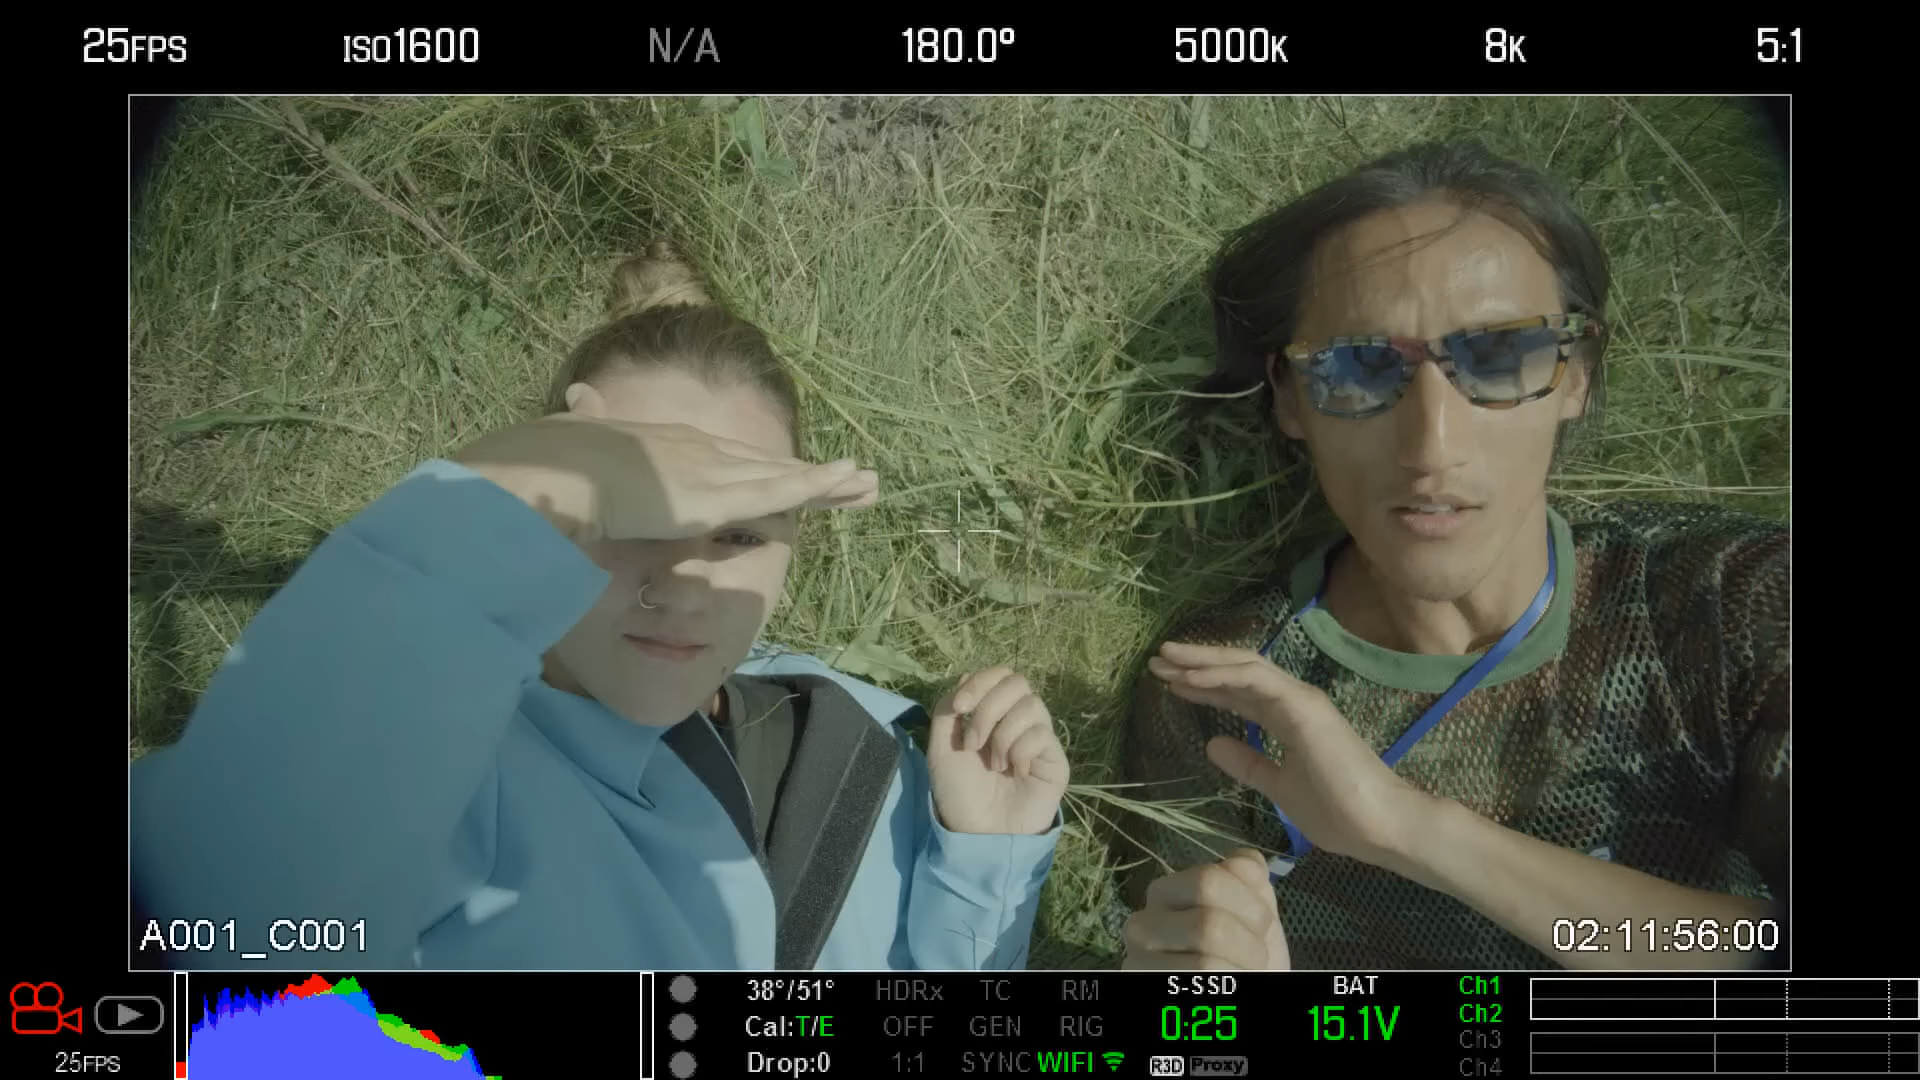 25FPS
ISO1600
N/A
180.0°
5000K
8K
5:1
A001_C001
02:11:56:00
25FPS
38°/51°
Cal:T/E
Drop:0
HDRx
OFF
1:1
TC
GEN
SYNC
RM
RIG
WIFI
S-SSD
0:25
R3D Proxy
BAT
15.1V
Ch1
Ch2
Ch3
Ch4